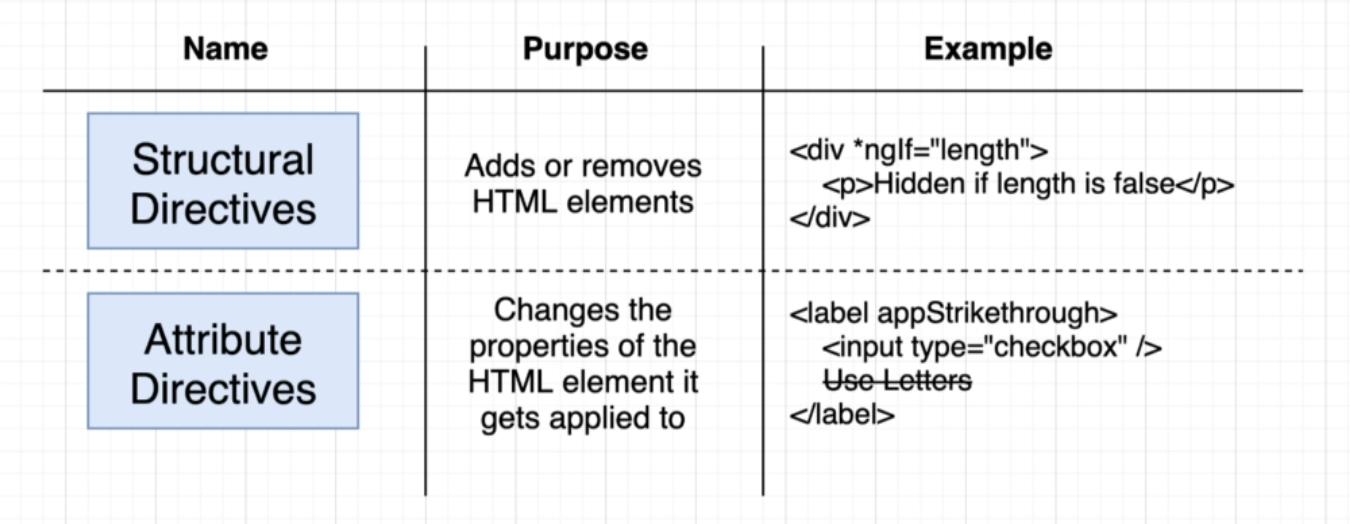 Name
Purpose
Example
Structural
Directives
Adds or removes
HTML elements
<div *ngIf="length">
<p>Hidden if length is false</p>
</div>
Attribute
Directives
Changes the
properties of the
HTML element it
gets applied to
<label appStrikethrough>
<input type="checkbox" />
Use Letters
</label>